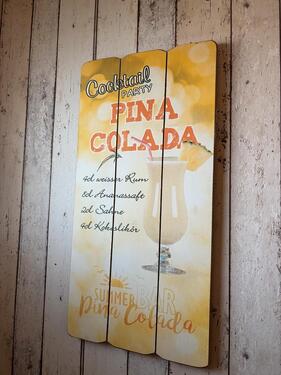 Cocktail
PARTY
PINA
COLADA
4cl weisser Rum
8cl Ananassaft
2cl Sahne
4cl Kokoslikör
SUMMER BAR
Pina Colada